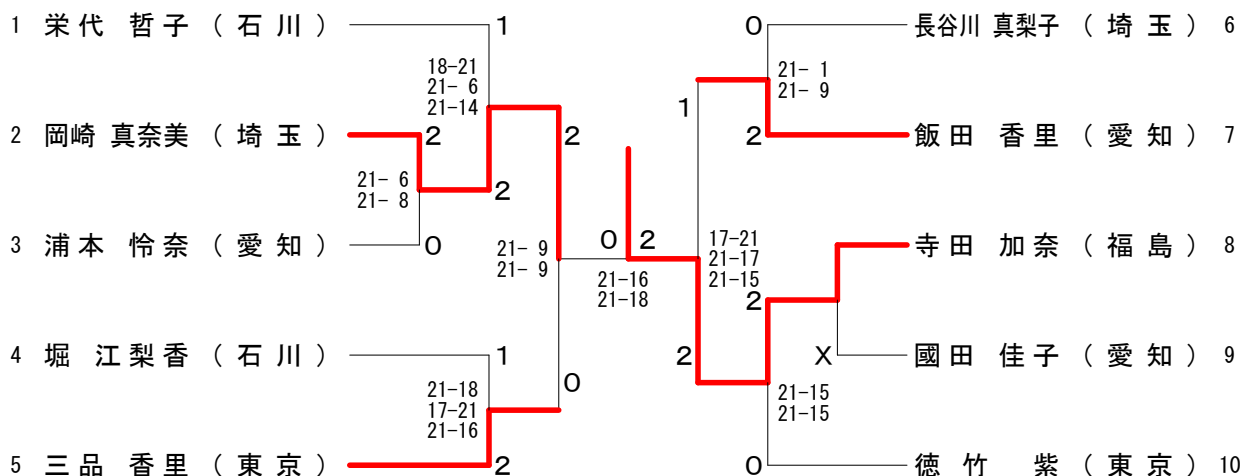 1 栄代 哲子 ( 石川 ) 1
18-21
21- 6
21-14
2 岡崎 真奈美 ( 埼玉 ) 2 2
21- 6
21- 8
2
3 浦本 怜奈 ( 愛知 ) 0
21- 9
21- 9
4 堀 江梨香 ( 石川 ) 1
0
21-18
17-21
21-16
5 三品 香里 ( 東京 ) 2
0 2
21-16
21-18
0 長谷川 真梨子 ( 埼玉 ) 6
21- 1
21- 9
1
2 飯田 香里 ( 愛知 ) 7
17-21
21-17
21-15
寺田 加奈 ( 福島 ) 8
2
2
X 國田 佳子 ( 愛知 ) 9
21-15
21-15
0 徳竹 紫 ( 東京 ) 10